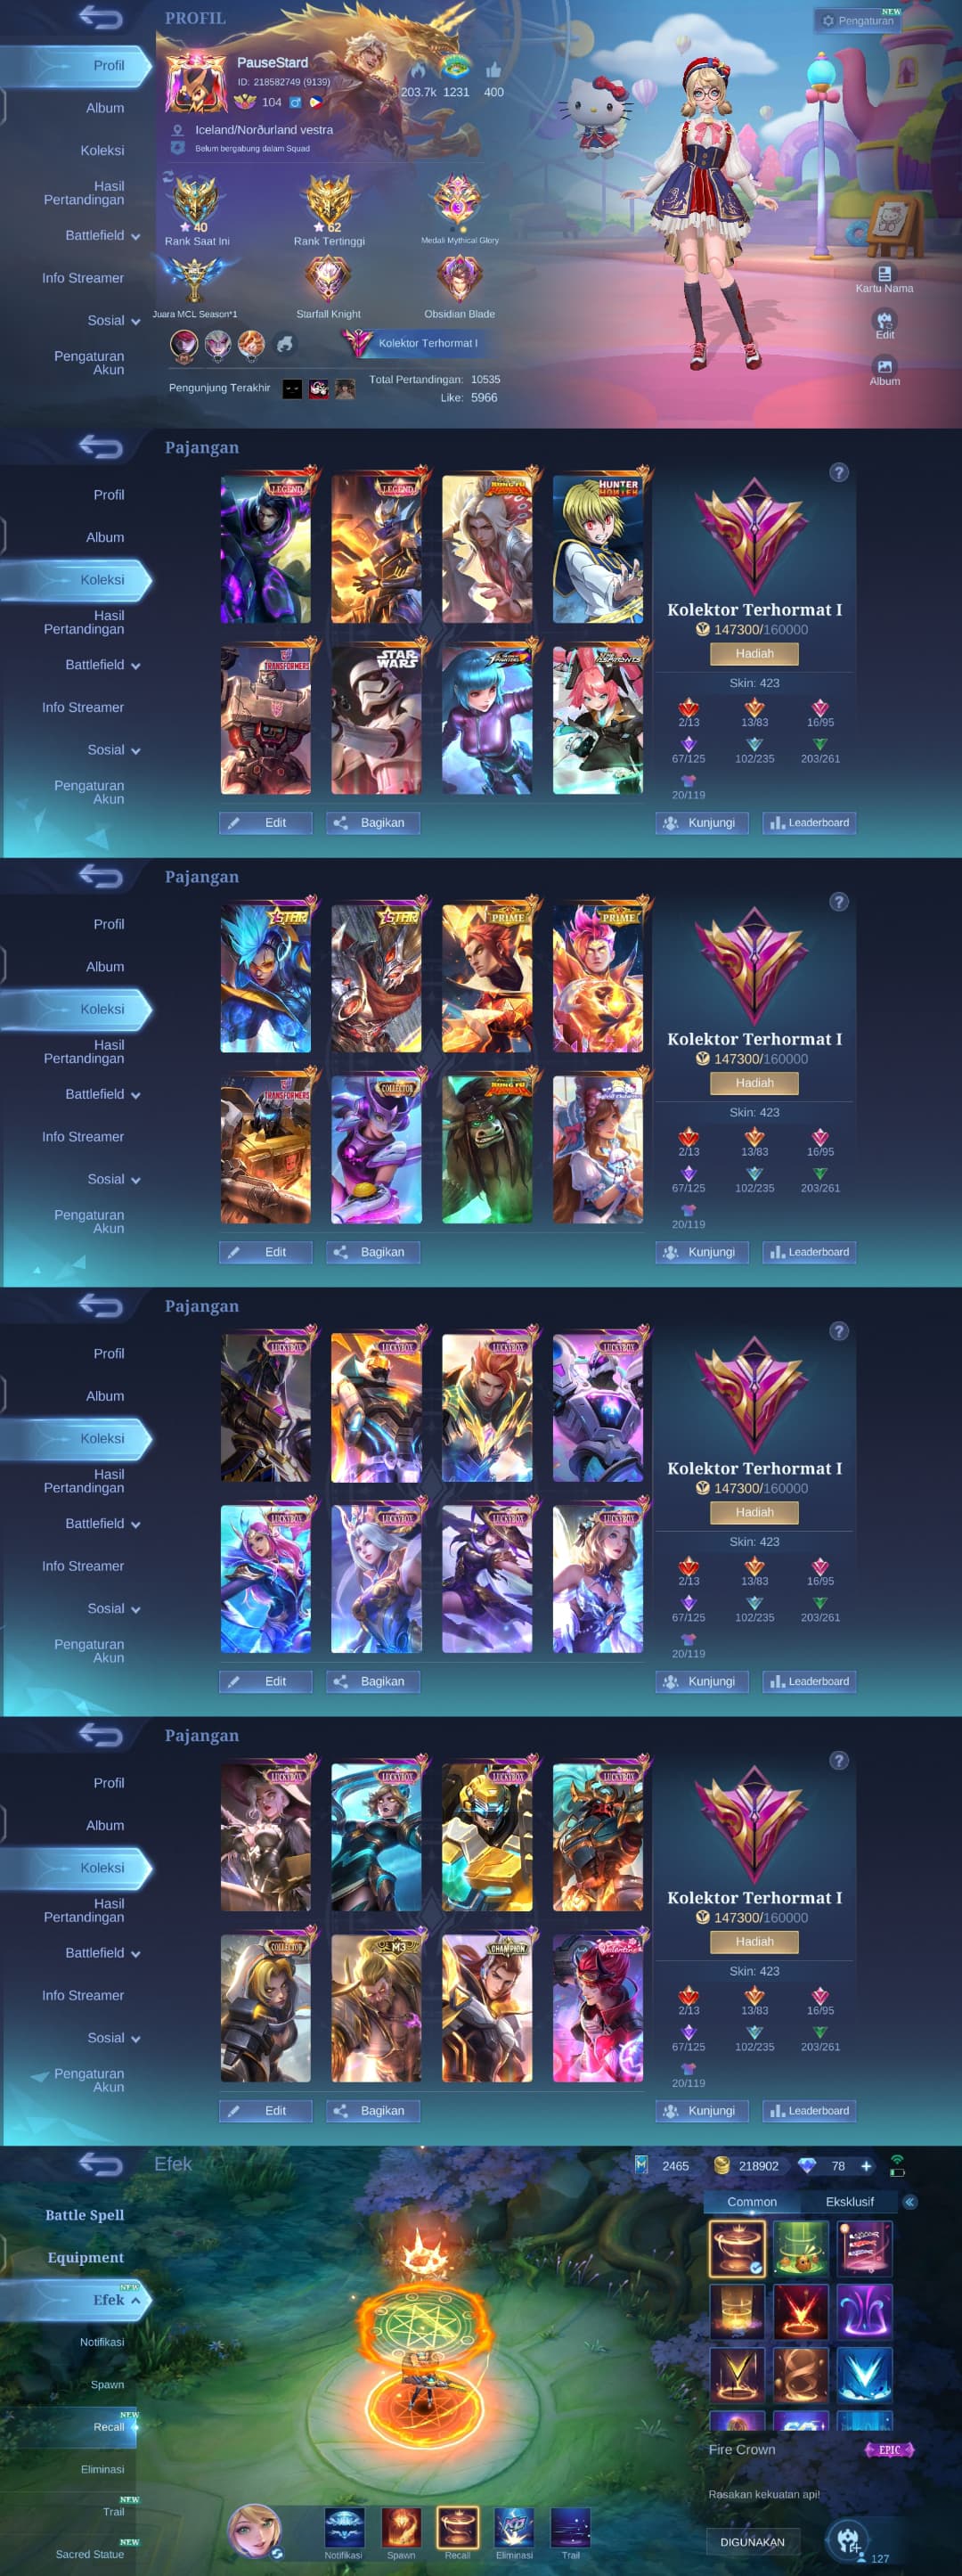 PROFIL
NEW
Pengaturan
Profil
Album
Koleksi
Hasil
Pertandingan
Battlefield
Info Streamer
Sosial
Pengaturan
Akun
PauseStard
ID: 218582749 (9139)
104
203.7k 1231 400
Iceland/Norðurland vestra
Belum bergabung dalam Squad
40
62
3
Rank Saat Ini
Rank Tertinggi
Medali Mythical Glory
Juara MCL Season*1
Starfall Knight
Obsidian Blade
Kolektor Terhormat I
Pengunjung Terakhir
Total Pertandingan: 10535
Like: 5966
Kartu Nama
Edit
Album
Pajangan
Profil
Album
Koleksi
Hasil
Pertandingan
Battlefield
Info Streamer
Sosial
Pengaturan
Akun
LEGEND
LEGEND
KUNG FU PANDA
HUNTER
HUNTER
TRANSFORMERS
STAR
WARS
?
Kolektor Terhormat I
147300/160000
Hadiah
Skin: 423
2/13 13/83 16/95
67/125 102/235 203/261
20/119
Edit
Bagikan
Kunjungi
Leaderboard
Pajangan
Profil
Album
Koleksi
Hasil
Pertandingan
Battlefield
Info Streamer
Sosial
Pengaturan
Akun
STAR
STAR
PRIME
PRIME
TRANSFORMERS
COLLECTOR
KUNG FU PANDA
?
Kolektor Terhormat I
147300/160000
Hadiah
Skin: 423
2/13 13/83 16/95
67/125 102/235 203/261
20/119
Edit
Bagikan
Kunjungi
Leaderboard
Pajangan
Profil
Album
Koleksi
Hasil
Pertandingan
Battlefield
Info Streamer
Sosial
Pengaturan
Akun
LUCKYBOX
LUCKYBOX
LUCKYBOX
LUCKYBOX
LUCKYBOX
LUCKYBOX
LUCKYBOX
LUCKYBOX
?
Kolektor Terhormat I
147300/160000
Hadiah
Skin: 423
2/13 13/83 16/95
67/125 102/235 203/261
20/119
Edit
Bagikan
Kunjungi
Leaderboard
Pajangan
Profil
Album
Koleksi
Hasil
Pertandingan
Battlefield
Info Streamer
Sosial
Pengaturan
Akun
LUCKYBOX
LUCKYBOX
LUCKYBOX
LUCKYBOX
COLLECTOR
M3
CHAMPION
Valentine
?
Kolektor Terhormat I
147300/160000
Hadiah
Skin: 423
2/13 13/83 16/95
67/125 102/235 203/261
20/119
Edit
Bagikan
Kunjungi
Leaderboard
Efek
2465
218902
78
Battle Spell
Equipment
NEW
Efek
Notifikasi
Spawn
NEW
Recall
Eliminasi
NEW
Trail
NEW
Sacred Statue
Common
Eksklusif
Fire Crown
EPIC
Rasakan kekuatan api!
DIGUNAKAN
127
Notifikasi
Spawn
Recall
Eliminasi
Trail